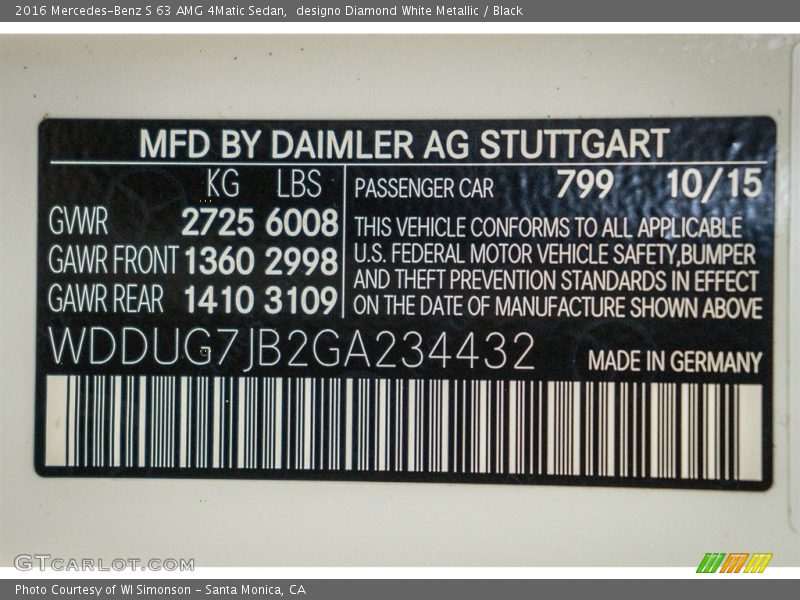 2016 Mercedes-Benz S 63 AMG 4Matic Sedan,  designo Diamond White Metallic / Black
MFD BY DAIMLER AG STUTTGART
KG LBS
GVWR 2725 6008
GAWR FRONT 1360 2998
GAWR REAR 1410 3109
PASSENGER CAR 799 10/15
THIS VEHICLE CONFORMS TO ALL APPLICABLE
U.S. FEDERAL MOTOR VEHICLE SAFETY,BUMPER
AND THEFT PREVENTION STANDARDS IN EFFECT
ON THE DATE OF MANUFACTURE SHOWN ABOVE
WDDUG7JB2GA234432
MADE IN GERMANY
GTCARLOT.COM
Photo Courtesy of WI Simonson - Santa Monica, CA